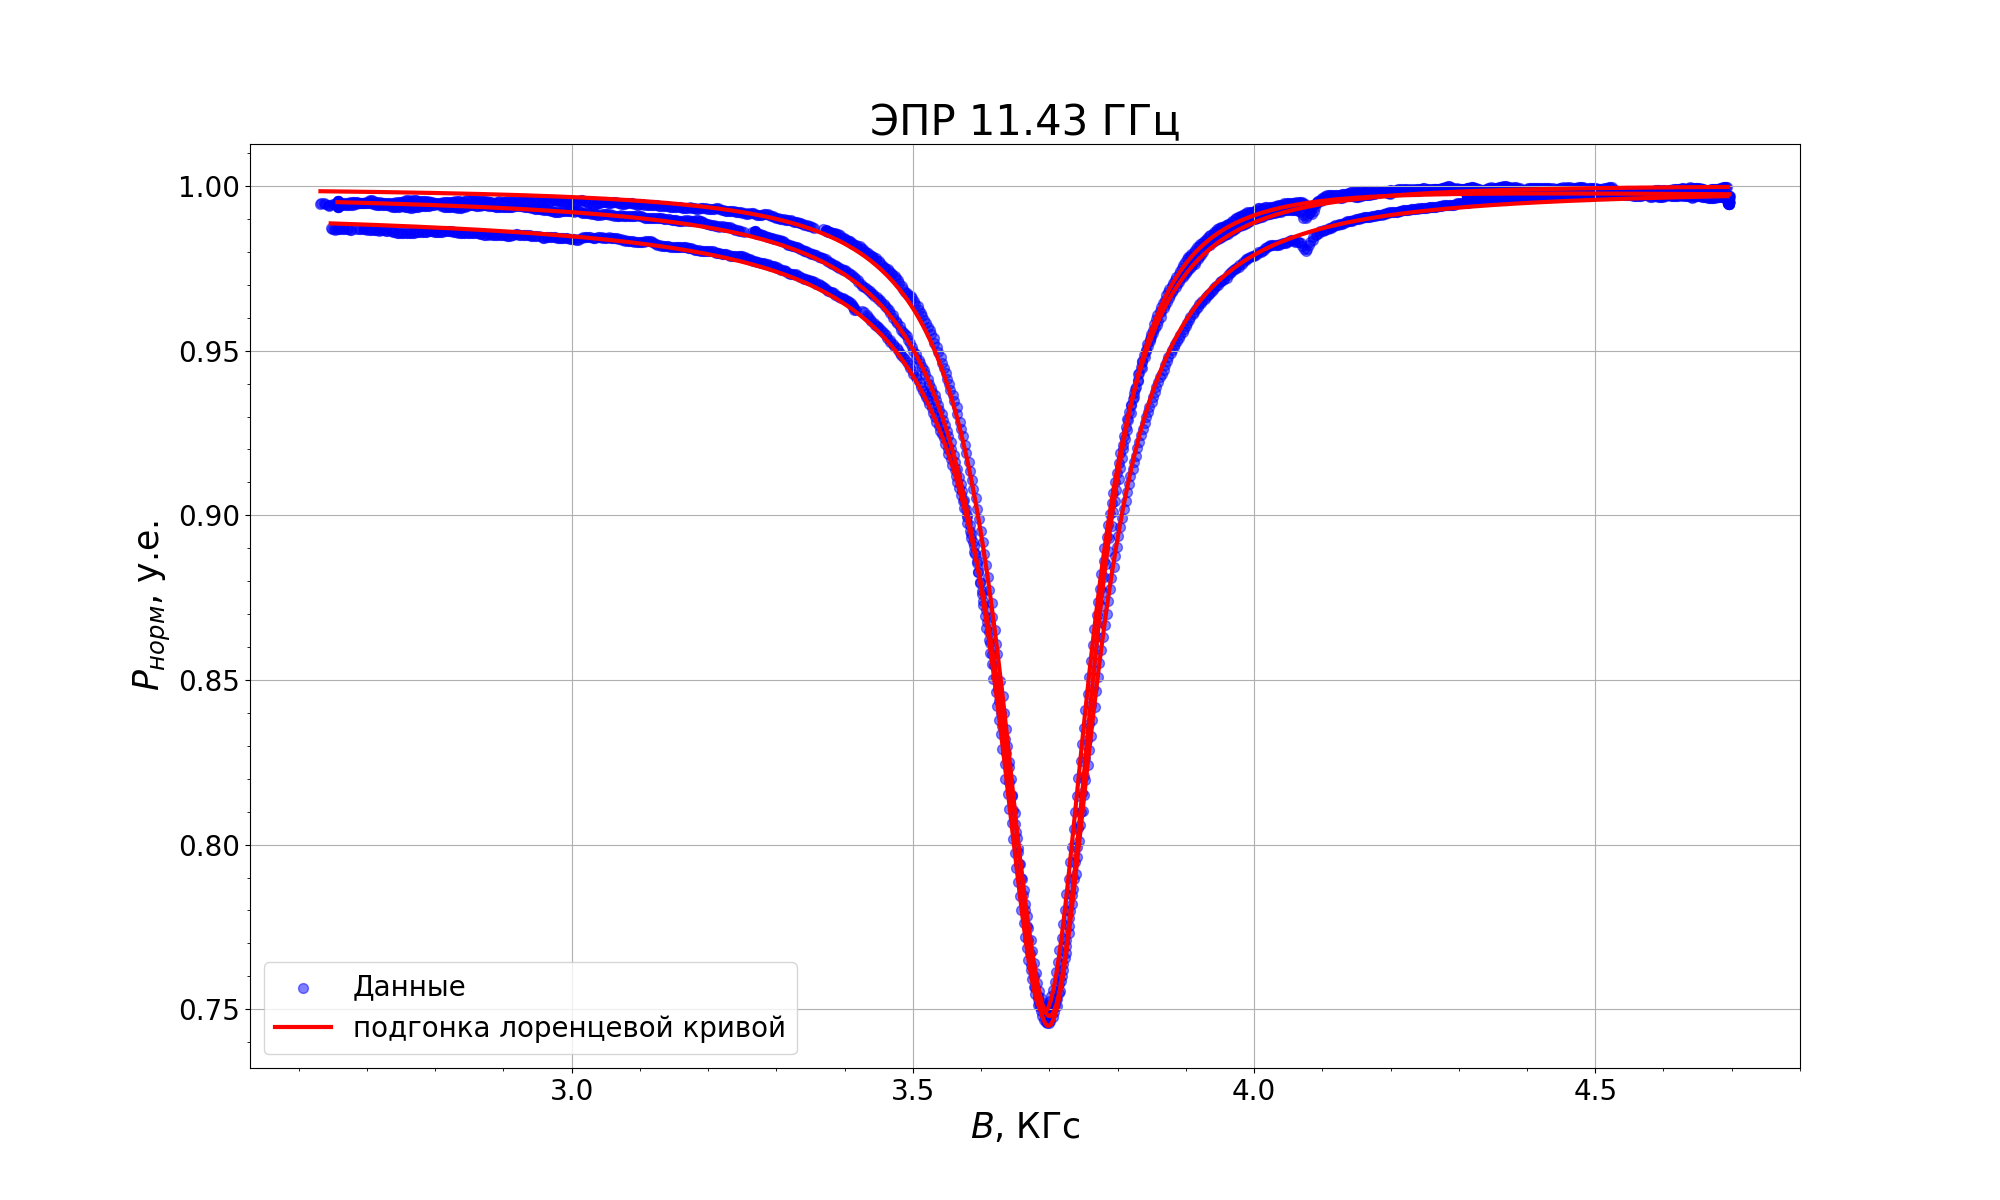 ЭПР 11.43 ГГц
1.00
0.95
0.90
0.85
0.80
0.75
P_норм, у.е.
Данные
подгонка лоренцевой кривой
3.0 3.5 4.0 4.5
B, КГс